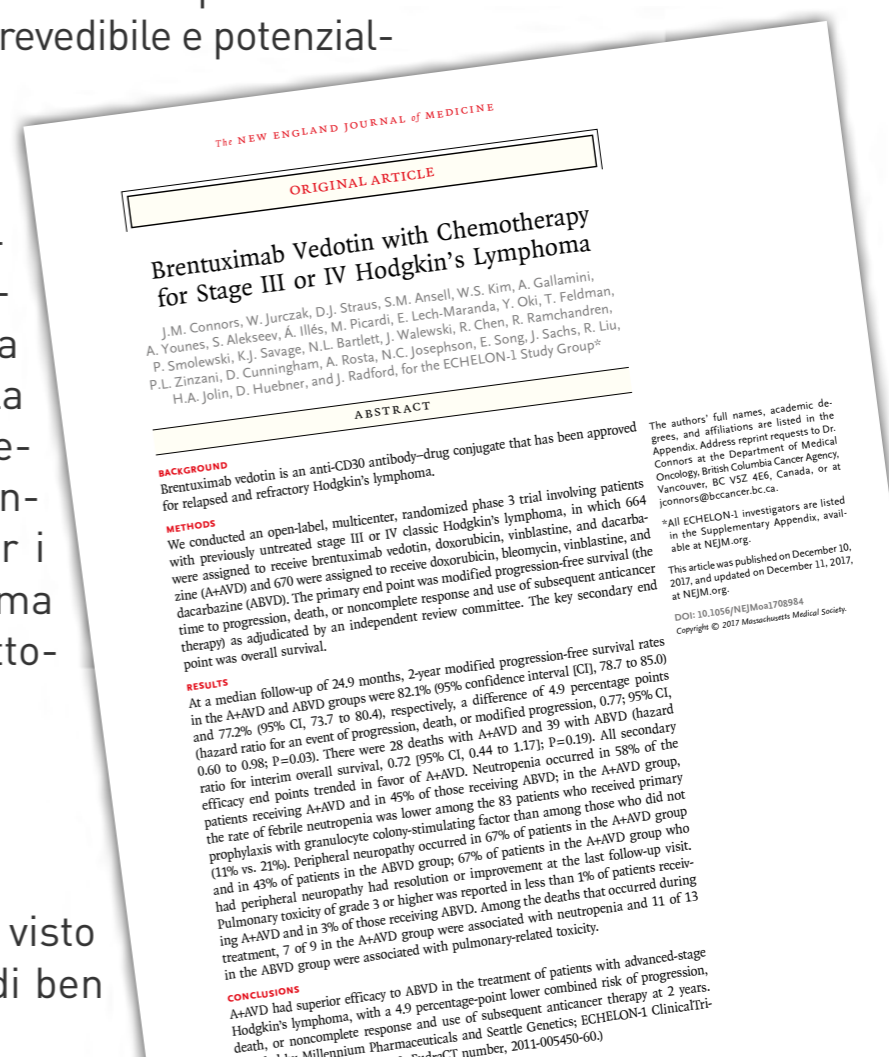 revedibile e potenzial-
a
la
e-
n-
r i
ma
tto-
visto
di ben
The NEW ENGLAND JOURNAL of MEDICINE
ORIGINAL ARTICLE
Brentuximab Vedotin with Chemotherapy
for Stage III or IV Hodgkin's Lymphoma
J.M. Connors, W. Jurczak, D.J. Straus, S.M. Ansell, W.S. Kim, A. Gallamini,
A. Younes, S. Alekseev, Á. Illés, M. Picardi, E. Lech-Maranda, Y. Oki, T. Feldman,
P. Smolewski, K.J. Savage, N.L. Bartlett, J. Walewski, R. Chen, R. Ramchandren,
P.L. Zinzani, D. Cunningham, A. Rosta, N.C. Josephson, E. Song, J. Sachs, R. Liu,
H.A. Jolin, D. Huebner, and J. Radford, for the ECHELON-1 Study Group*
ABSTRACT
BACKGROUND
Brentuximab vedotin is an anti-CD30 antibody–drug conjugate that has been approved
for relapsed and refractory Hodgkin's lymphoma.
METHODS
We conducted an open-label, multicenter, randomized phase 3 trial involving patients
with previously untreated stage III or IV classic Hodgkin's lymphoma, in which 664
were assigned to receive brentuximab vedotin, doxorubicin, vinblastine, and dacarba-
zine (A+AVD) and 670 were assigned to receive doxorubicin, bleomycin, vinblastine, and
dacarbazine (ABVD). The primary end point was modified progression-free survival (the
time to progression, death, or noncomplete response and use of subsequent anticancer
therapy) as adjudicated by an independent review committee. The key secondary end
point was overall survival.
RESULTS
At a median follow-up of 24.9 months, 2-year modified progression-free survival rates
in the A+AVD and ABVD groups were 82.1% (95% confidence interval [CI], 78.7 to 85.0)
and 77.2% (95% CI, 73.7 to 80.4), respectively, a difference of 4.9 percentage points
(hazard ratio for an event of progression, death, or modified progression, 0.77; 95% CI,
0.60 to 0.98; P=0.03). There were 28 deaths with A+AVD and 39 with ABVD (hazard
ratio for interim overall survival, 0.72 [95% CI, 0.44 to 1.17]; P=0.19). All secondary
efficacy end points trended in favor of A+AVD. Neutropenia occurred in 58% of the
patients receiving A+AVD and in 45% of those receiving ABVD; in the A+AVD group,
the rate of febrile neutropenia was lower among the 83 patients who received primary
prophylaxis with granulocyte colony-stimulating factor than among those who did not
(11% vs. 21%). Peripheral neuropathy occurred in 67% of patients in the A+AVD group
and in 43% of patients in the ABVD group; 67% of patients in the A+AVD group who
had peripheral neuropathy had resolution or improvement at the last follow-up visit.
Pulmonary toxicity of grade 3 or higher was reported in less than 1% of patients receiv-
ing A+AVD and in 3% of those receiving ABVD. Among the deaths that occurred during
treatment, 7 of 9 in the A+AVD group were associated with neutropenia and 11 of 13
in the ABVD group were associated with pulmonary-related toxicity.
CONCLUSIONS
A+AVD had superior efficacy to ABVD in the treatment of patients with advanced-stage
Hodgkin's lymphoma, with a 4.9 percentage-point lower combined risk of progression,
death, or noncomplete response and use of subsequent anticancer therapy at 2 years.
by Millennium Pharmaceuticals and Seattle Genetics; ECHELON-1 ClinicalTri-
EudraCT number, 2011-005450-60.)
The authors' full names, academic de-
grees, and affiliations are listed in the
Appendix. Address reprint requests to Dr.
Connors at the Department of Medical
Oncology, British Columbia Cancer Agency,
Vancouver, BC V5Z 4E6, Canada, or at
jconnors@bccancer.bc.ca.
*All ECHELON-1 investigators are listed
in the Supplementary Appendix, avail-
able at NEJM.org.
This article was published on December 10,
2017, and updated on December 11, 2017,
at NEJM.org.
DOI: 10.1056/NEJMoa1708984
Copyright © 2017 Massachusetts Medical Society.